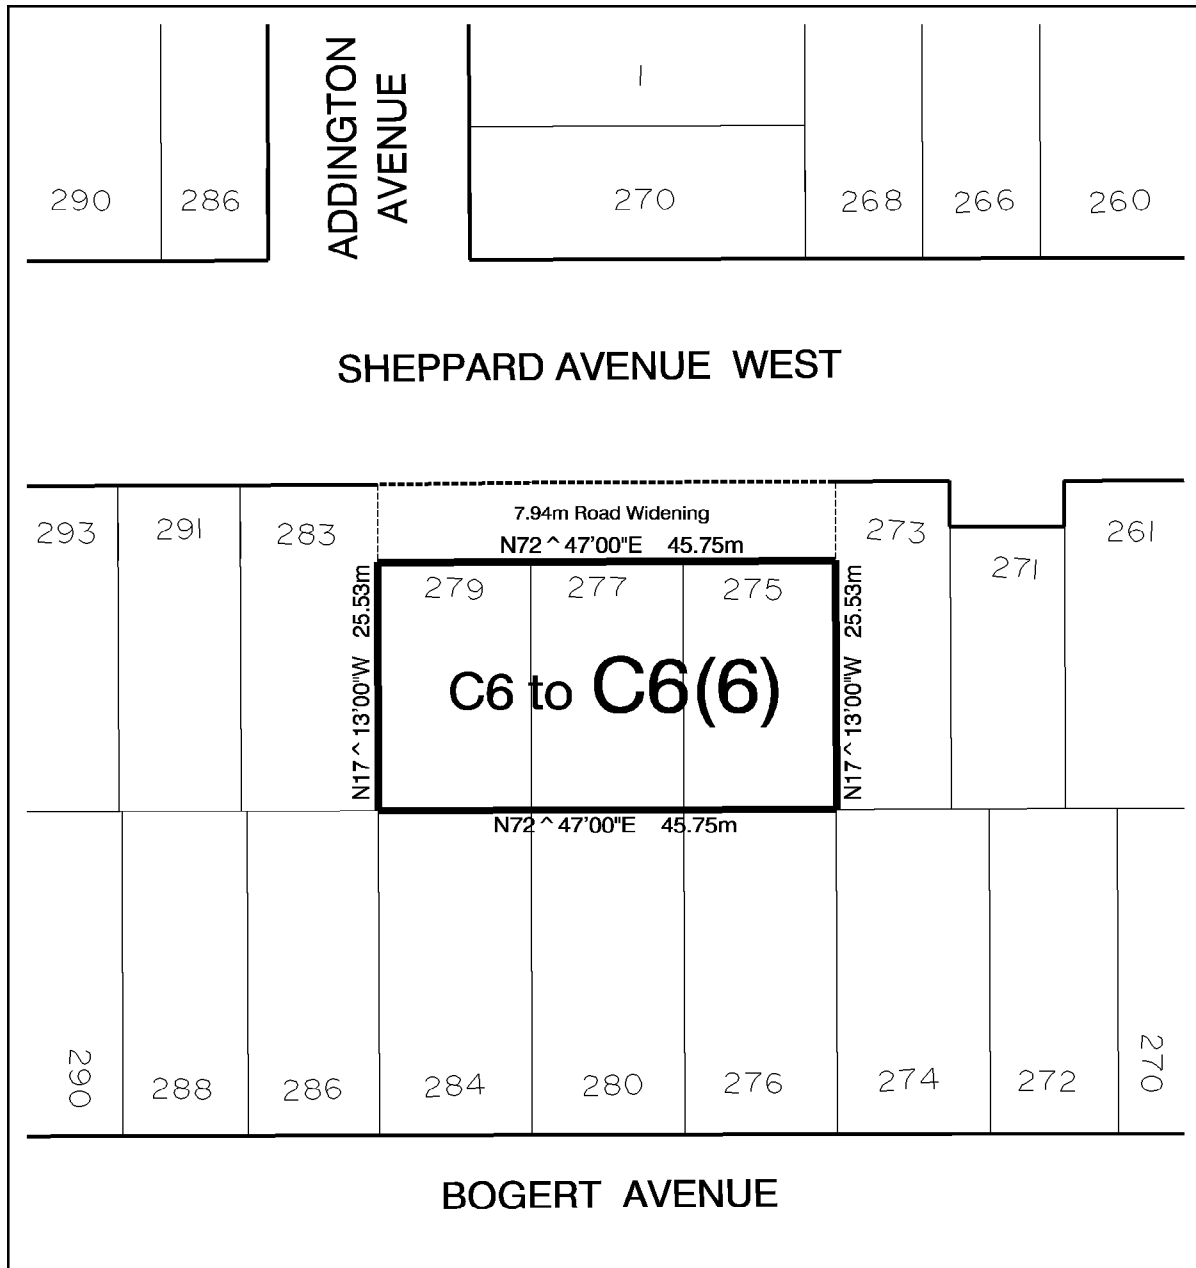 ADDINGTON
AVENUE
1
290
286
270
268
266
260
SHEPPARD AVENUE WEST
293
291
283
7.94m Road Widening
N72 ^ 47'00"E 45.75m
273
271
261
279
277
275
N17 ^ 13'00"W 25.53m
C6 to C6(6)
N17 ^ 13'00"W 25.53m
N72 ^ 47'00"E 45.75m
290
288
286
284
280
276
274
272
270
BOGERT AVENUE